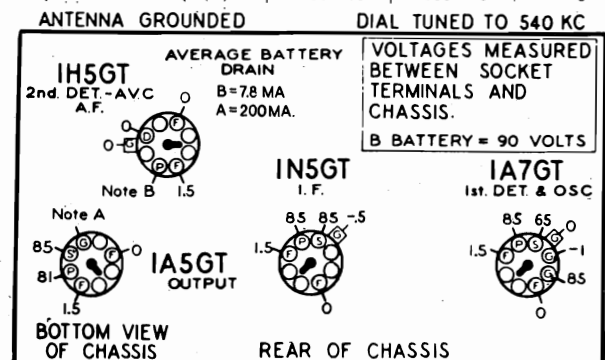 ANTENNA GROUNDED
DIAL TUNED TO 540 KC
AVERAGE BATTERY
DRAIN
B=7.8 MA
A=200MA.
VOLTAGES MEASURED
BETWEEN SOCKET
TERMINALS AND
CHASSIS.
B BATTERY = 90 VOLTS
1H5GT
2nd. DET.-AVC
A.F.
0
0 D F
0 G
P F
Note B 1.5
1N5GT
I. F.
85 85 -.5
1.5 F P S G
F
0
1A7GT
1st. DET. & OSC
85 65 0
1.5 F P S G
G -1
G 85
F
0
Note A
G
85 S F 0
81 P F
1.5
1A5GT
OUTPUT
BOTTOM VIEW
OF CHASSIS
REAR OF CHASSIS